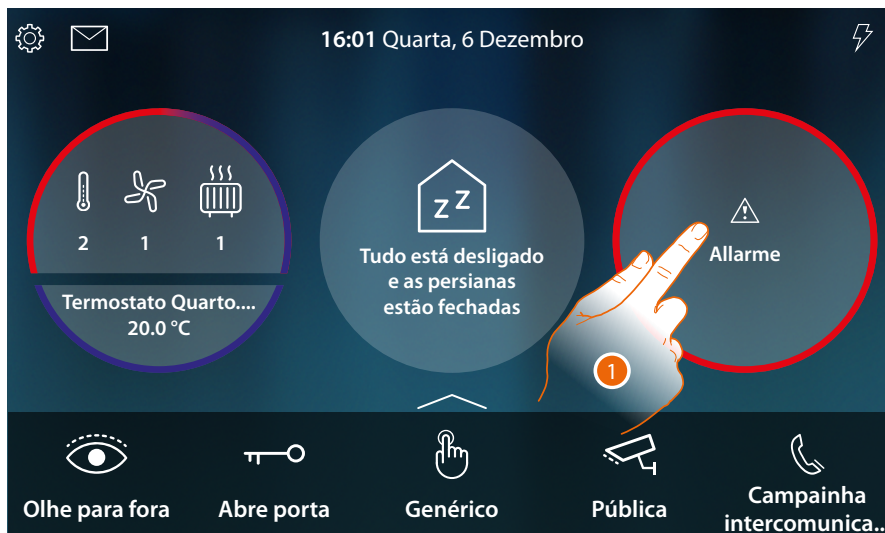 16:01 Quarta, 6 Dezembro
2 1 1
Termostato Quarto....
20.0 °C
Tudo está desligado
e as persianas
estão fechadas
Allarme
1
Olhe para fora
Abre porta
Genérico
Pública
Campainha
intercomunica..